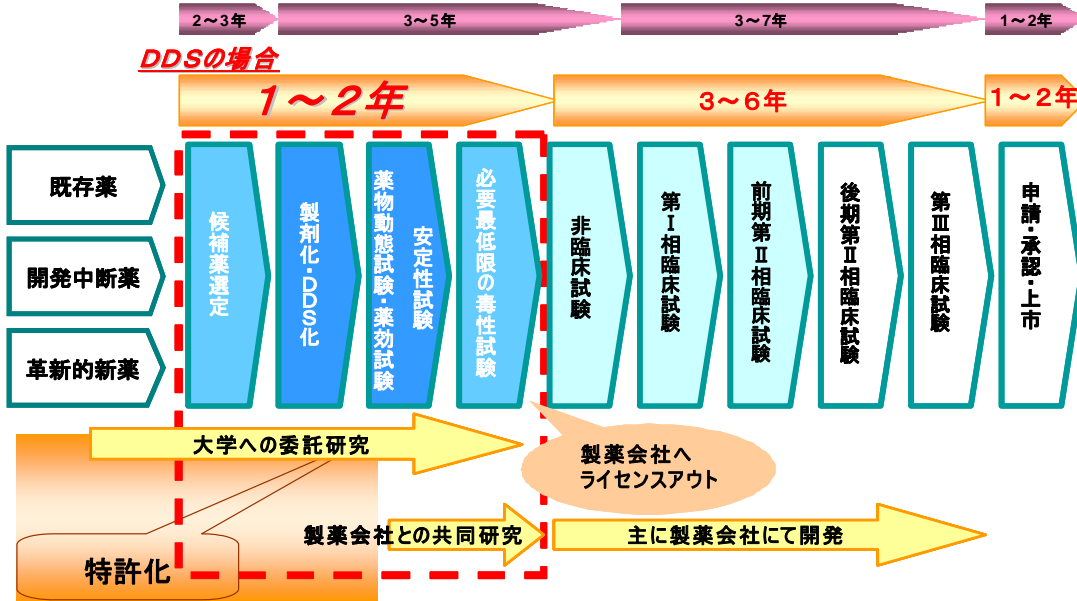 2～3年
3～5年
3～7年
1～2年
DDSの場合
1～2年
3～6年
1～2年
既存薬
開発中断薬
革新的新薬
候補薬選定
製剤化・DDS化
薬物動態試験・薬効試験
安定性試験
必要最低限の毒性試験
非臨床試験
第Ⅰ相臨床試験
前期第Ⅱ相臨床試験
後期第Ⅱ相臨床試験
第Ⅲ相臨床試験
申請・承認・上市
大学への委託研究
製薬会社へ
ライセンスアウト
製薬会社との共同研究
主に製薬会社にて開発
特許化